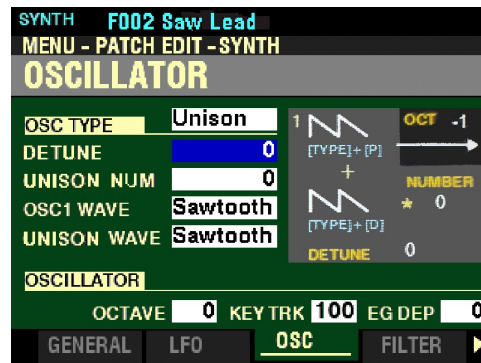 SYNTH F002 Saw Lead
MENU - PATCH EDIT - SYNTH
OSCILLATOR
OSC TYPE Unison
DETUNE 0
UNISON NUM 0
OSC1 WAVE Sawtooth
UNISON WAVE Sawtooth
1 OCT -1
[TYPE]+[P]
+
NUMBER
* 0
[TYPE]+[D]
DETUNE 0
OSCILLATOR
OCTAVE 0 KEY TRK 100 EG DEP 0
GENERAL LFO OSC FILTER